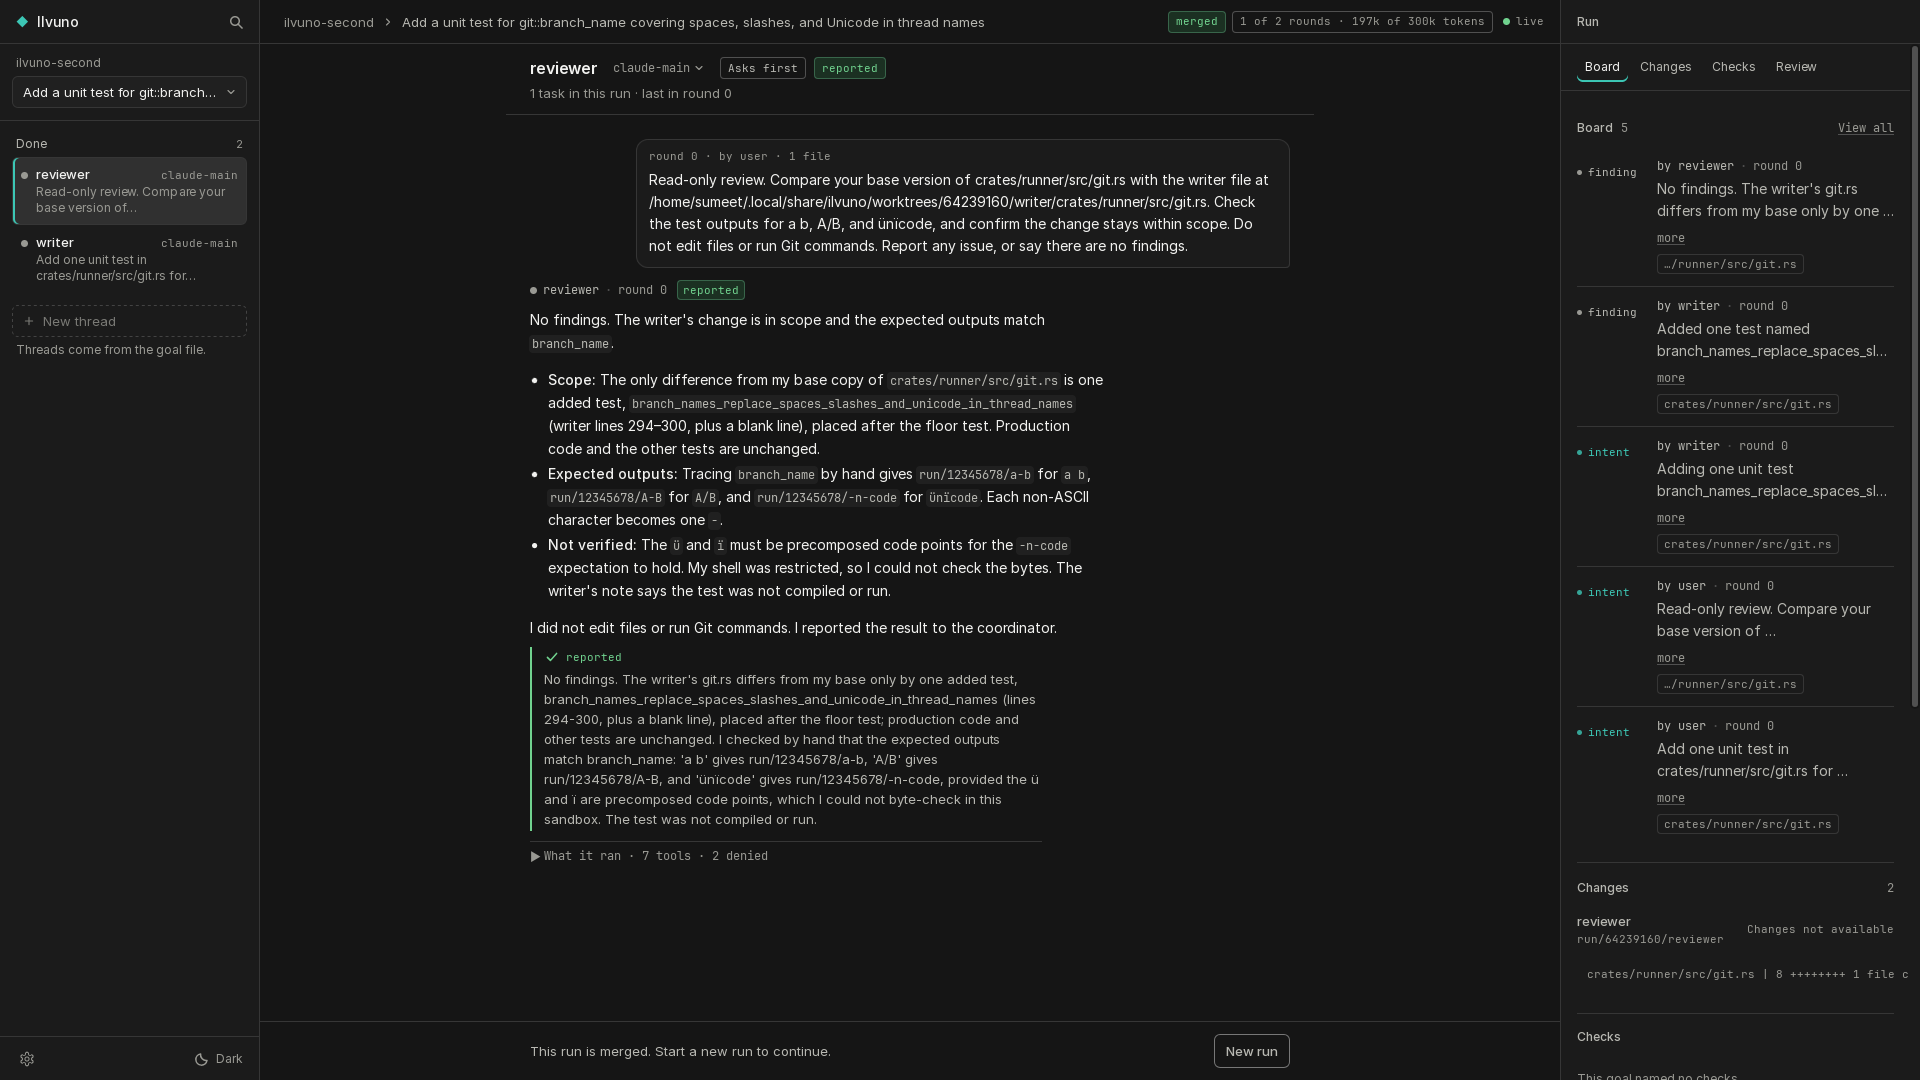 Ilvuno
ilvuno-second
Add a unit test for git::branch...
Done 2
reviewer claude-main
Read-only review. Compare your
base version of...
writer claude-main
Add one unit test in
crates/runner/src/git.rs for...
+ New thread
Threads come from the goal file.
Dark
ilvuno-second > Add a unit test for git::branch_name covering spaces, slashes, and Unicode in thread names
merged 1 of 2 rounds · 197k of 300k tokens live
reviewer claude-main Asks first reported
1 task in this run · last in round 0
round 0 · by user · 1 file
Read-only review. Compare your base version of crates/runner/src/git.rs with the writer file at
/home/sumeet/.local/share/ilvuno/worktrees/64239160/writer/crates/runner/src/git.rs. Check
the test outputs for a b, A/B, and ünïcode, and confirm the change stays within scope. Do
not edit files or run Git commands. Report any issue, or say there are no findings.
reviewer · round 0 reported
No findings. The writer's change is in scope and the expected outputs match
branch_name.
• Scope: The only difference from my base copy of crates/runner/src/git.rs is one
added test, branch_names_replace_spaces_slashes_and_unicode_in_thread_names
(writer lines 294–300, plus a blank line), placed after the floor test. Production
code and the other tests are unchanged.
• Expected outputs: Tracing branch_name by hand gives run/12345678/a-b for a b,
run/12345678/A-B for A/B, and run/12345678/-n-code for ünïcode. Each non-ASCII
character becomes one -.
• Not verified: The ü and ï must be precomposed code points for the -n-code
expectation to hold. My shell was restricted, so I could not check the bytes. The
writer's note says the test was not compiled or run.
I did not edit files or run Git commands. I reported the result to the coordinator.
reported
No findings. The writer's git.rs differs from my base only by one added test,
branch_names_replace_spaces_slashes_and_unicode_in_thread_names (lines
294-300, plus a blank line), placed after the floor test; production code and
other tests are unchanged. I checked by hand that the expected outputs
match branch_name: 'a b' gives run/12345678/a-b, 'A/B' gives
run/12345678/A-B, and 'ünïcode' gives run/12345678/-n-code, provided the ü
and ï are precomposed code points, which I could not byte-check in this
sandbox. The test was not compiled or run.
What it ran · 7 tools · 2 denied
This run is merged. Start a new run to continue.
New run
Run
Board Changes Checks Review
Board 5 View all
finding by reviewer · round 0
No findings. The writer's git.rs
differs from my base only by one ...
more
…/runner/src/git.rs
finding by writer · round 0
Added one test named
branch_names_replace_spaces_sl...
more
crates/runner/src/git.rs
intent by writer · round 0
Adding one unit test
branch_names_replace_spaces_sl...
more
crates/runner/src/git.rs
intent by user · round 0
Read-only review. Compare your
base version of ...
more
…/runner/src/git.rs
intent by user · round 0
Add one unit test in
crates/runner/src/git.rs for ...
more
crates/runner/src/git.rs
Changes 2
reviewer
run/64239160/reviewer Changes not available
crates/runner/src/git.rs | 8 ++++++++ 1 file c
Checks
This goal named no checks